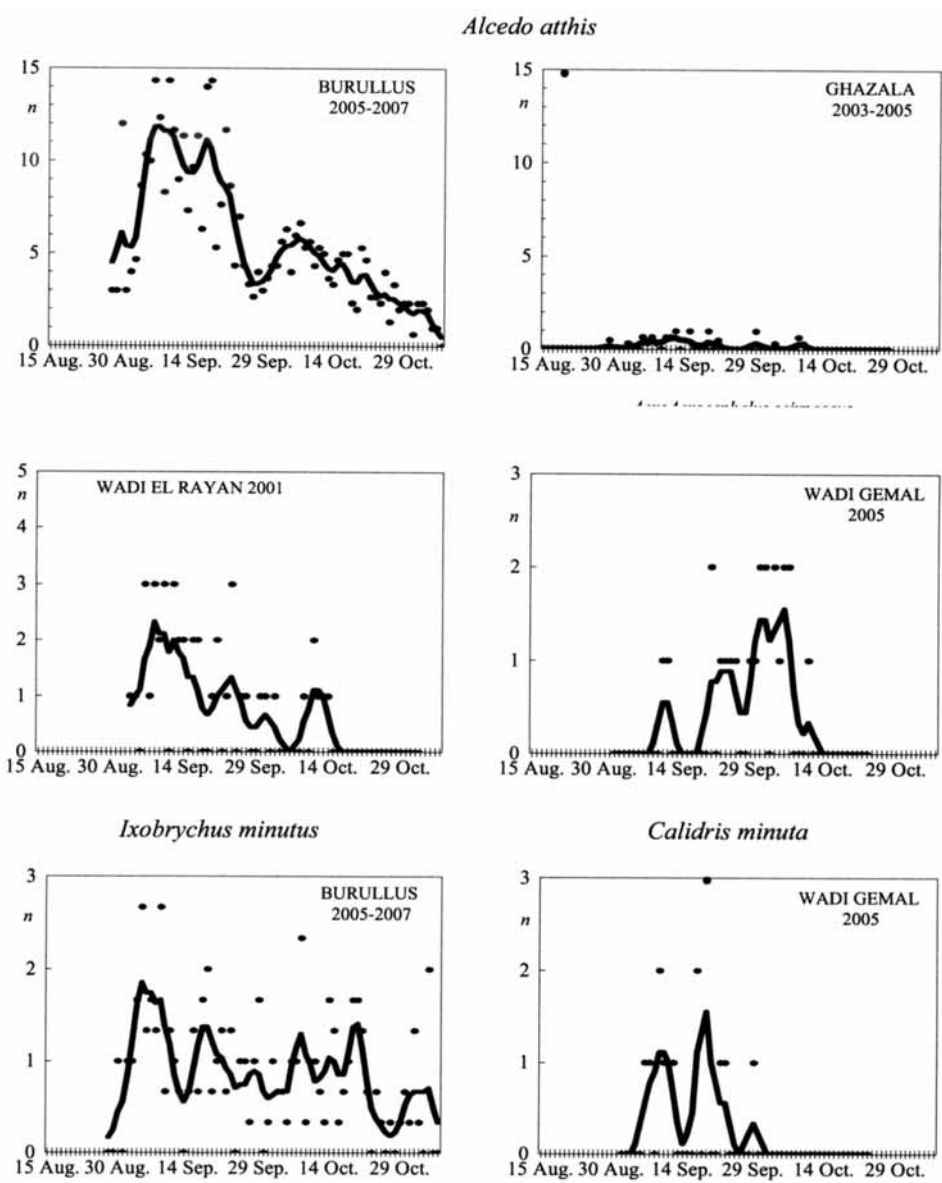 Alcedo atthis
15
n
10
5
0
15 Aug. 30 Aug. 14 Sep. 29 Sep. 14 Oct. 29 Oct.
BURULLUS
2005-2007
15
n
10
5
0
15 Aug. 30 Aug. 14 Sep. 29 Sep. 14 Oct. 29 Oct.
GHAZALA
2003-2005
5
n
4
3
2
1
0
15 Aug. 30 Aug. 14 Sep. 29 Sep. 14 Oct. 29 Oct.
WADI EL RAYAN 2001
3
n
2
1
0
15 Aug. 30 Aug. 14 Sep. 29 Sep. 14 Oct. 29 Oct.
WADI GEMAL
2005
Ixobrychus minutus
3
n
2
1
0
15 Aug. 30 Aug. 14 Sep. 29 Sep. 14 Oct. 29 Oct.
BURULLUS
2005-2007
Calidris minuta
3
n
2
1
0
15 Aug. 30 Aug. 14 Sep. 29 Sep. 14 Oct. 29 Oct.
WADI GEMAL
2005